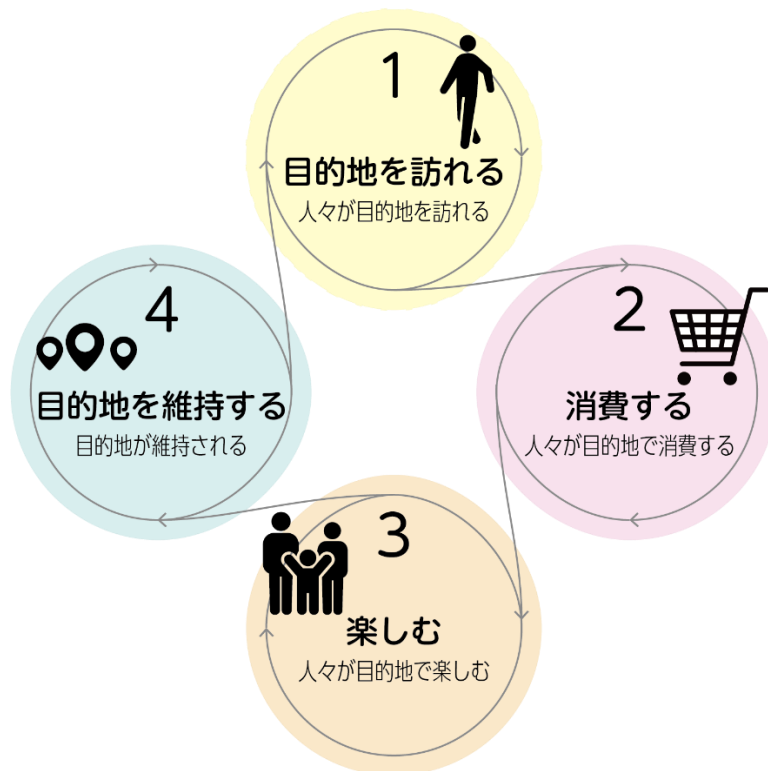 1
目的地を訪れる
人々が目的地を訪れる
2
消費する
人々が目的地で消費する
3
楽しむ
人々が目的地で楽しむ
4
目的地を維持する
目的地が維持される